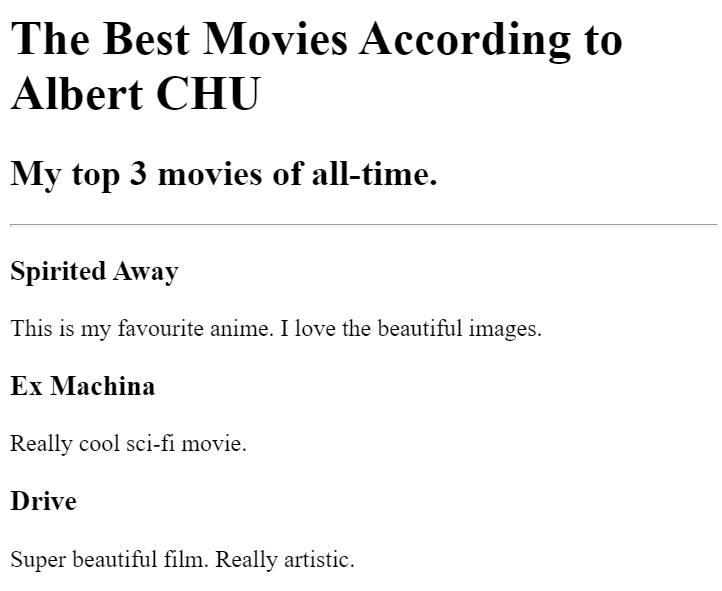 The Best Movies According to
Albert CHU
My top 3 movies of all-time.
Spirited Away
This is my favourite anime. I love the beautiful images.
Ex Machina
Really cool sci-fi movie.
Drive
Super beautiful film. Really artistic.